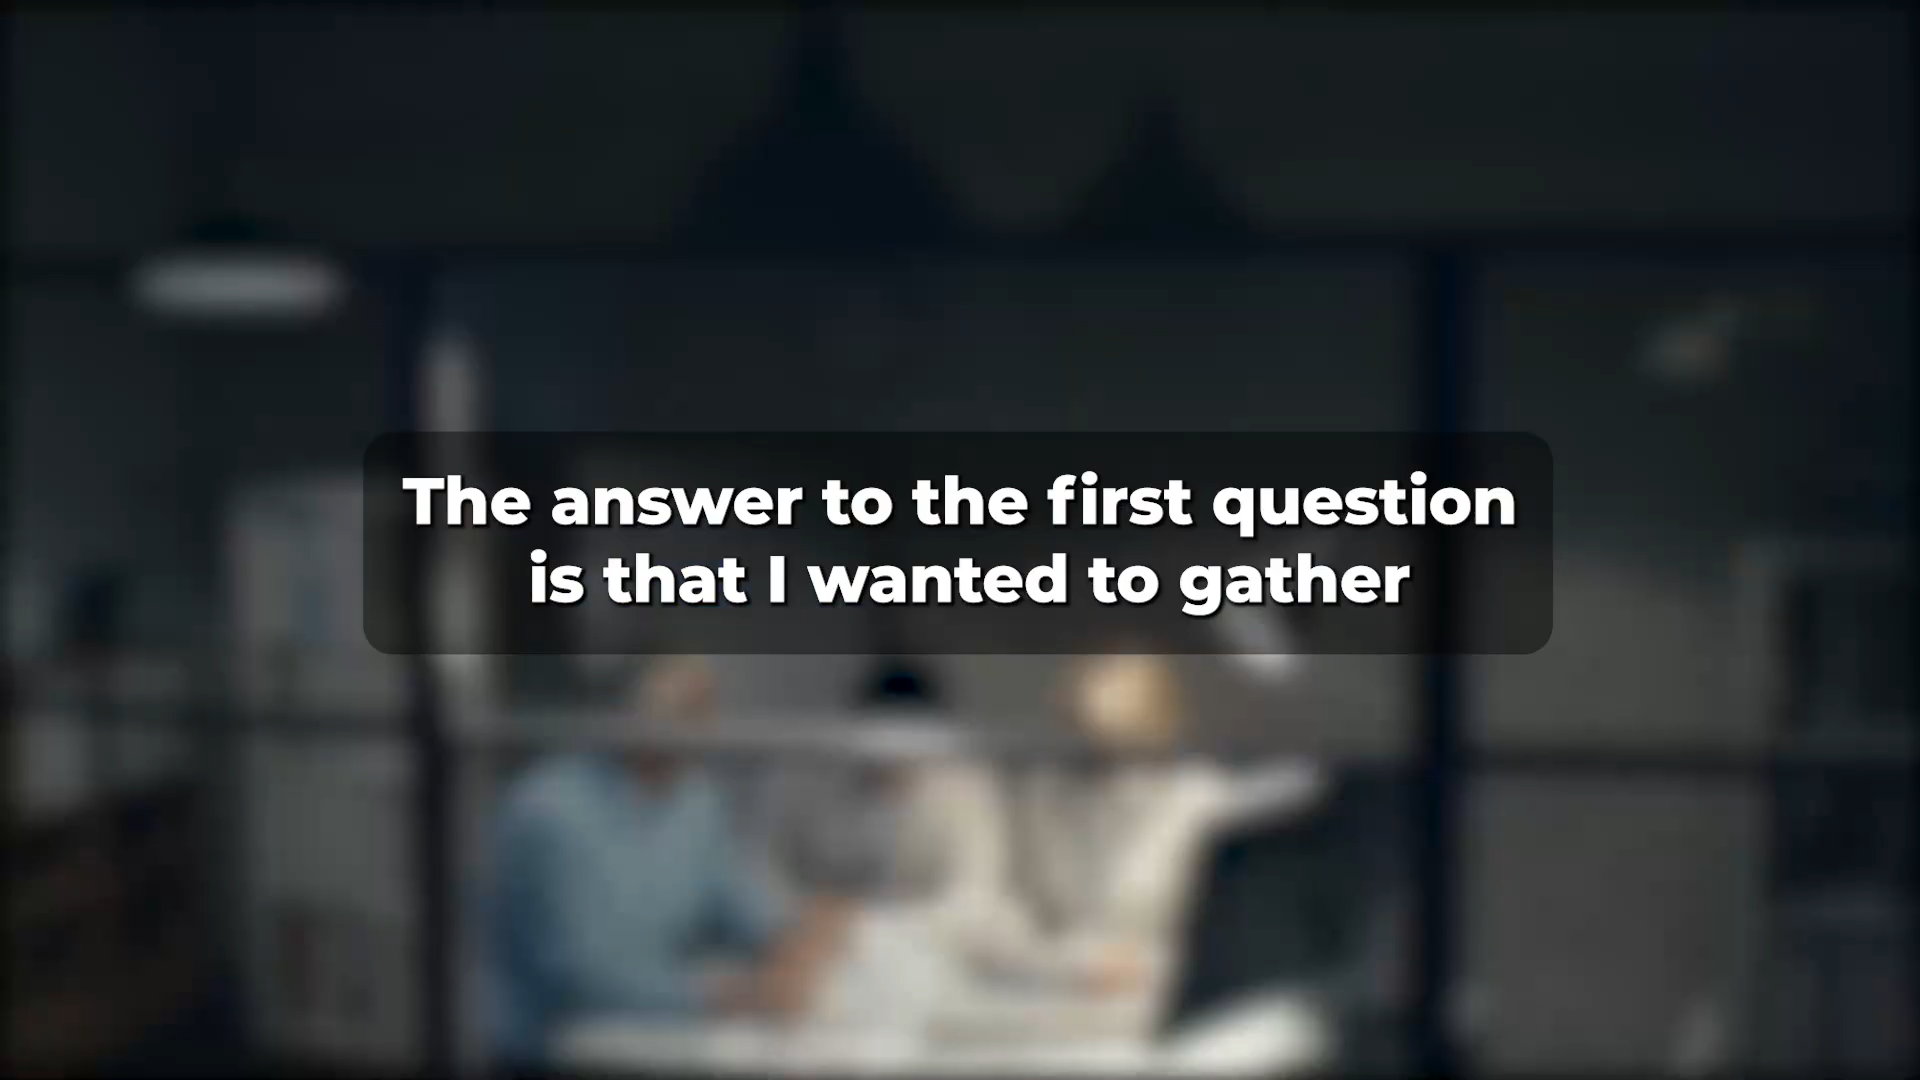 The answer to the first question
is that I wanted to gather